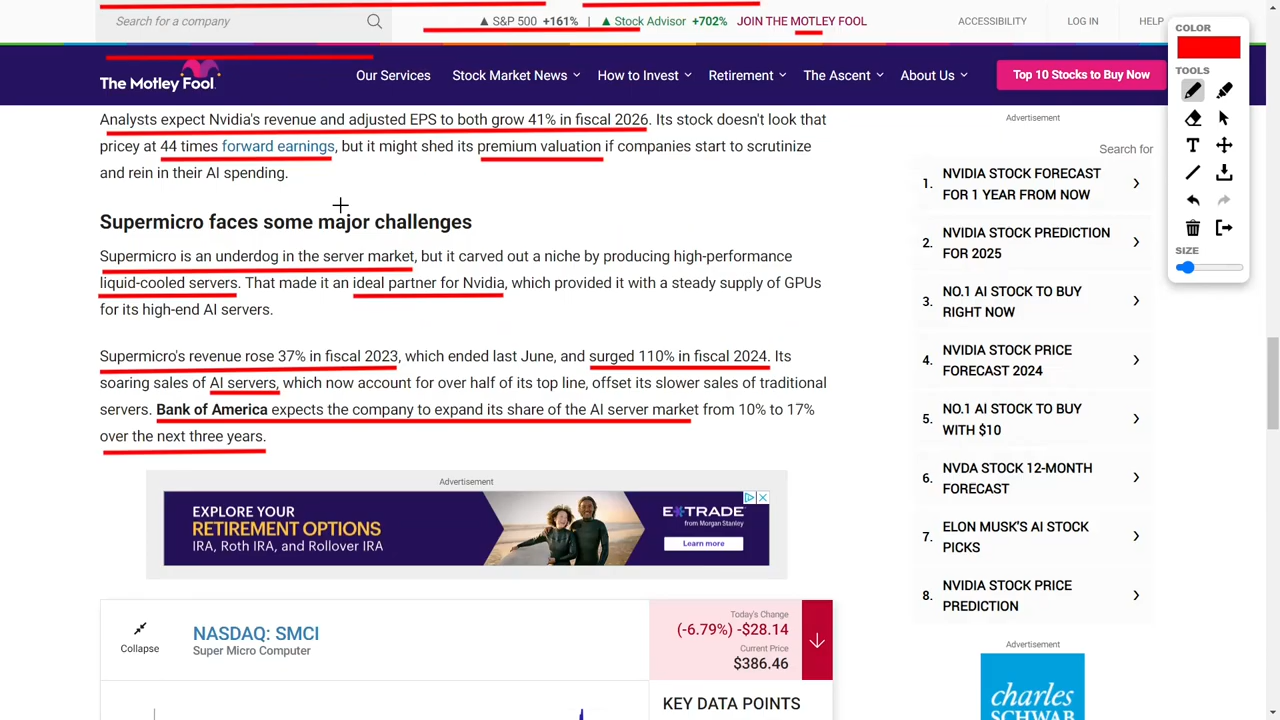 Search for a company
▲ S&P 500 +161% | ▲ Stock Advisor +702% JOIN THE MOTLEY FOOL
ACCESSIBILITY LOG IN HELP
COLOR
TOOLS
SIZE
The Motley Fool
Our Services Stock Market News How to Invest Retirement The Ascent About Us
Top 10 Stocks to Buy Now
Analysts expect Nvidia's revenue and adjusted EPS to both grow 41% in fiscal 2026. Its stock doesn't look that
pricey at 44 times forward earnings, but it might shed its premium valuation if companies start to scrutinize
and rein in their AI spending.
Supermicro faces some major challenges
Supermicro is an underdog in the server market, but it carved out a niche by producing high-performance
liquid-cooled servers. That made it an ideal partner for Nvidia, which provided it with a steady supply of GPUs
for its high-end AI servers.
Supermicro's revenue rose 37% in fiscal 2023, which ended last June, and surged 110% in fiscal 2024. Its
soaring sales of AI servers, which now account for over half of its top line, offset its slower sales of traditional
servers. Bank of America expects the company to expand its share of the AI server market from 10% to 17%
over the next three years.
Advertisement
EXPLORE YOUR
RETIREMENT OPTIONS
IRA, Roth IRA, and Rollover IRA
E*TRADE
from Morgan Stanley
Learn more
Collapse
NASDAQ: SMCI
Super Micro Computer
Today's Change
(-6.79%) -$28.14
Current Price
$386.46
KEY DATA POINTS
Advertisement
Search for
1. NVIDIA STOCK FORECAST
FOR 1 YEAR FROM NOW
2. NVIDIA STOCK PREDICTION
FOR 2025
3. NO.1 AI STOCK TO BUY
RIGHT NOW
4. NVIDIA STOCK PRICE
FORECAST 2024
5. NO.1 AI STOCK TO BUY
WITH $10
6. NVDA STOCK 12-MONTH
FORECAST
7. ELON MUSK'S AI STOCK
PICKS
8. NVIDIA STOCK PRICE
PREDICTION
Advertisement
charles
SCHWAB